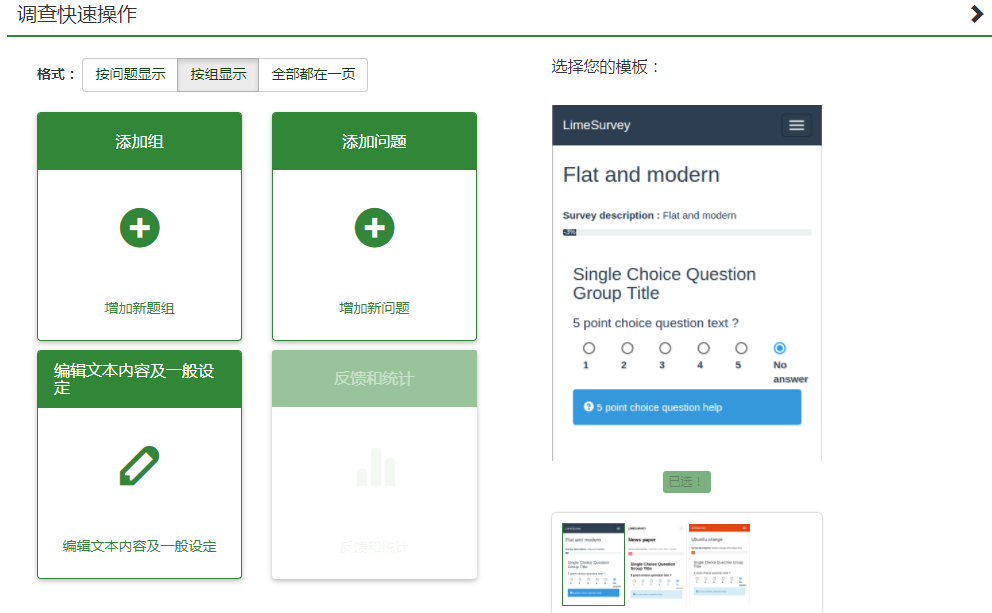 调查快速操作
格式：
按问题显示
按组显示
全部都在一页
添加组
增加新题组
添加问题
增加新问题
编辑文本内容及一般设
定
编辑文本内容及一般设定
反馈和统计
反馈和统计
选择您的模板：
LimeSurvey
Flat and modern
Survey description : Flat and modern
Single Choice Question
Group Title
5 point choice question text ?
1 2 3 4 5 No
answer
5 point choice question help
已选！
Flat and modern
Single Choice Question
Group Title
News paper
Single Choice Question
Group Title
Ubuntu orange
Single Choice Question
Group Title